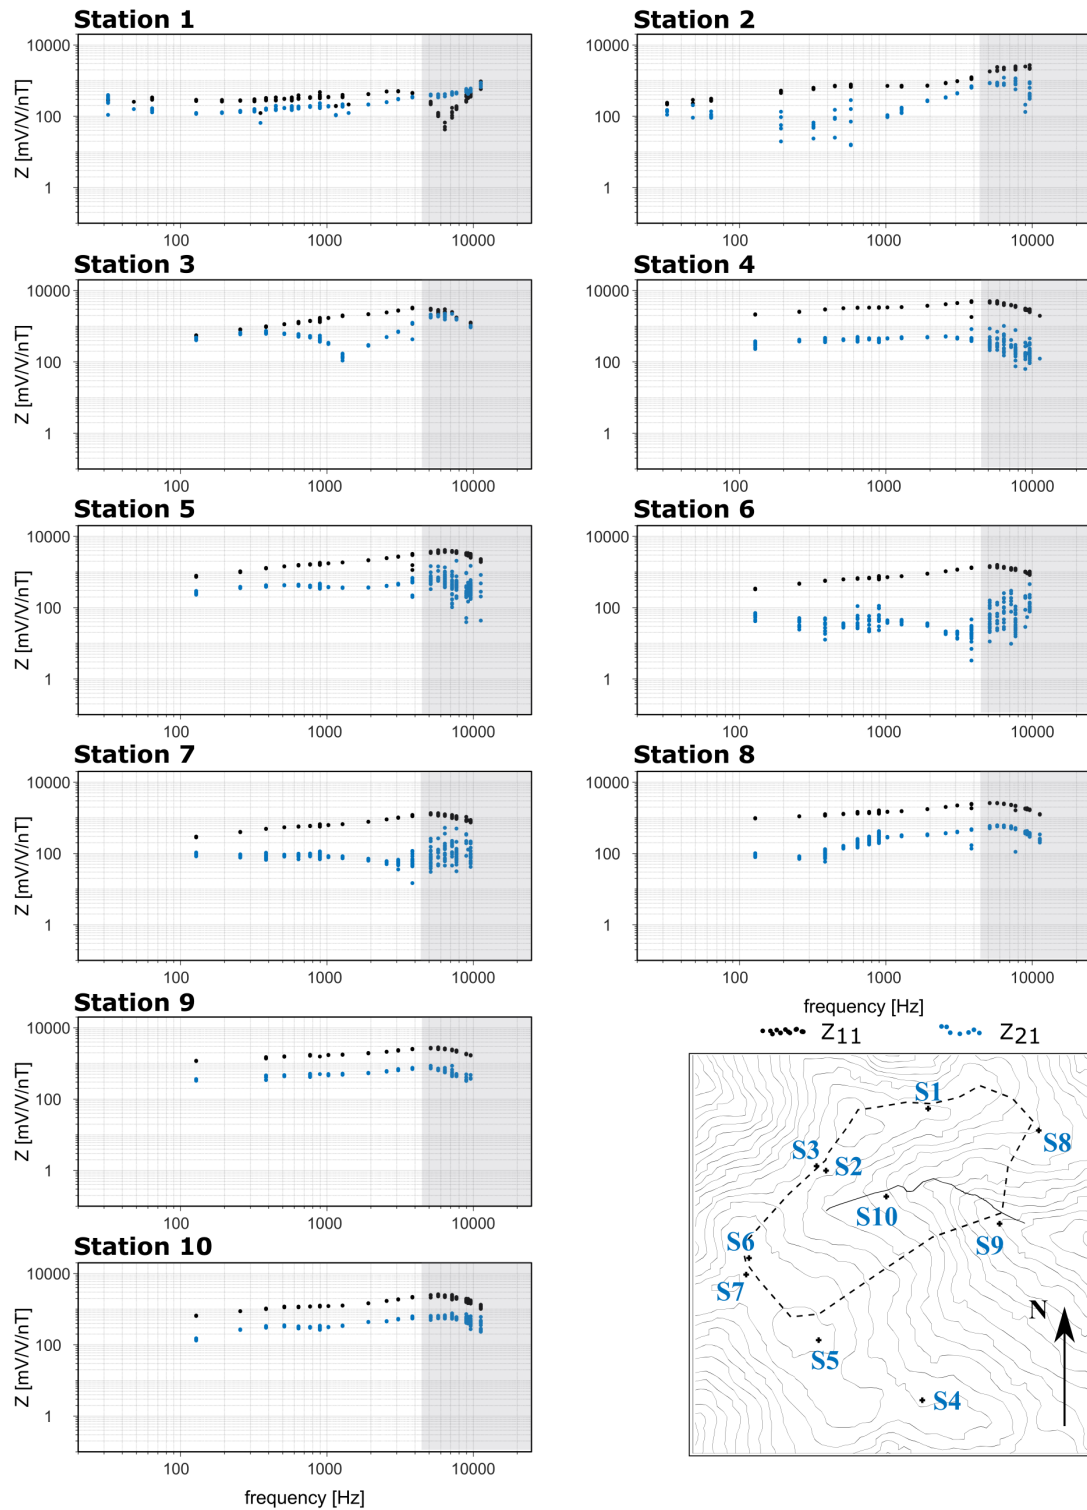 Station 1
Station 2
10000
100
1
Z [mV/V/nT]
10000
100
1
100
1000
10000
100
1000
10000
Station 3
Station 4
10000
100
1
Z [mV/V/nT]
10000
100
1
100
1000
10000
100
1000
10000
Station 5
Station 6
10000
100
1
Z [mV/V/nT]
10000
100
1
100
1000
10000
100
1000
10000
Station 7
Station 8
10000
100
1
Z [mV/V/nT]
10000
100
1
100
1000
10000
100
1000
10000
frequency [Hz]
Station 9
10000
100
1
Z [mV/V/nT]
100
1000
10000
Station 10
10000
100
1
Z [mV/V/nT]
100
1000
10000
frequency [Hz]
Z11
Z21
S1
S8
S3
S2
S10
S9
S6
S7
N
S5
S4